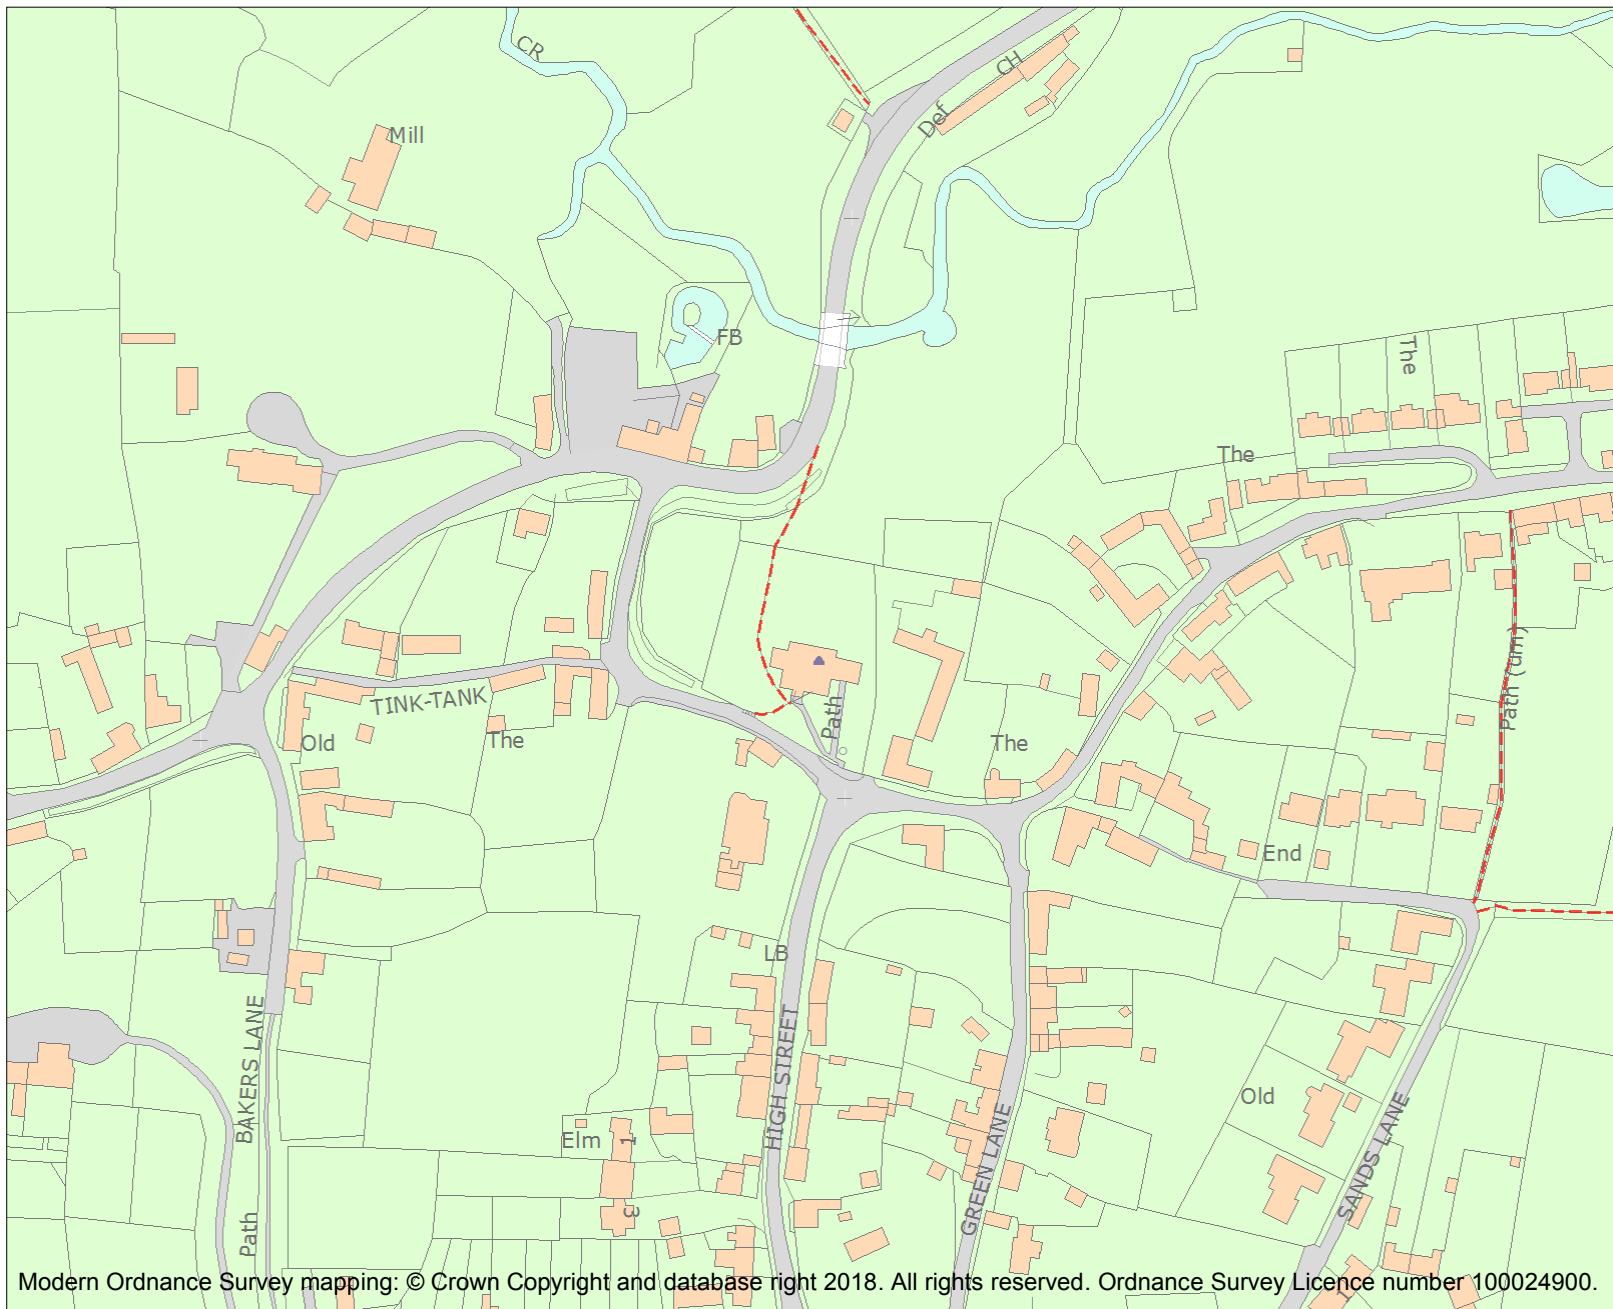 CR
CH
Def
Mill
FB
The
The
Path (um)
TINK-TANK
Old
The
Path
The
End
LB
BAKERS LANE
HIGH STREET
GREEN LANE
SANDS LANE
Old
Elm
1
3
Path
Modern Ordnance Survey mapping: © Crown Copyright and database right 2018. All rights reserved. Ordnance Survey Licence number 100024900.